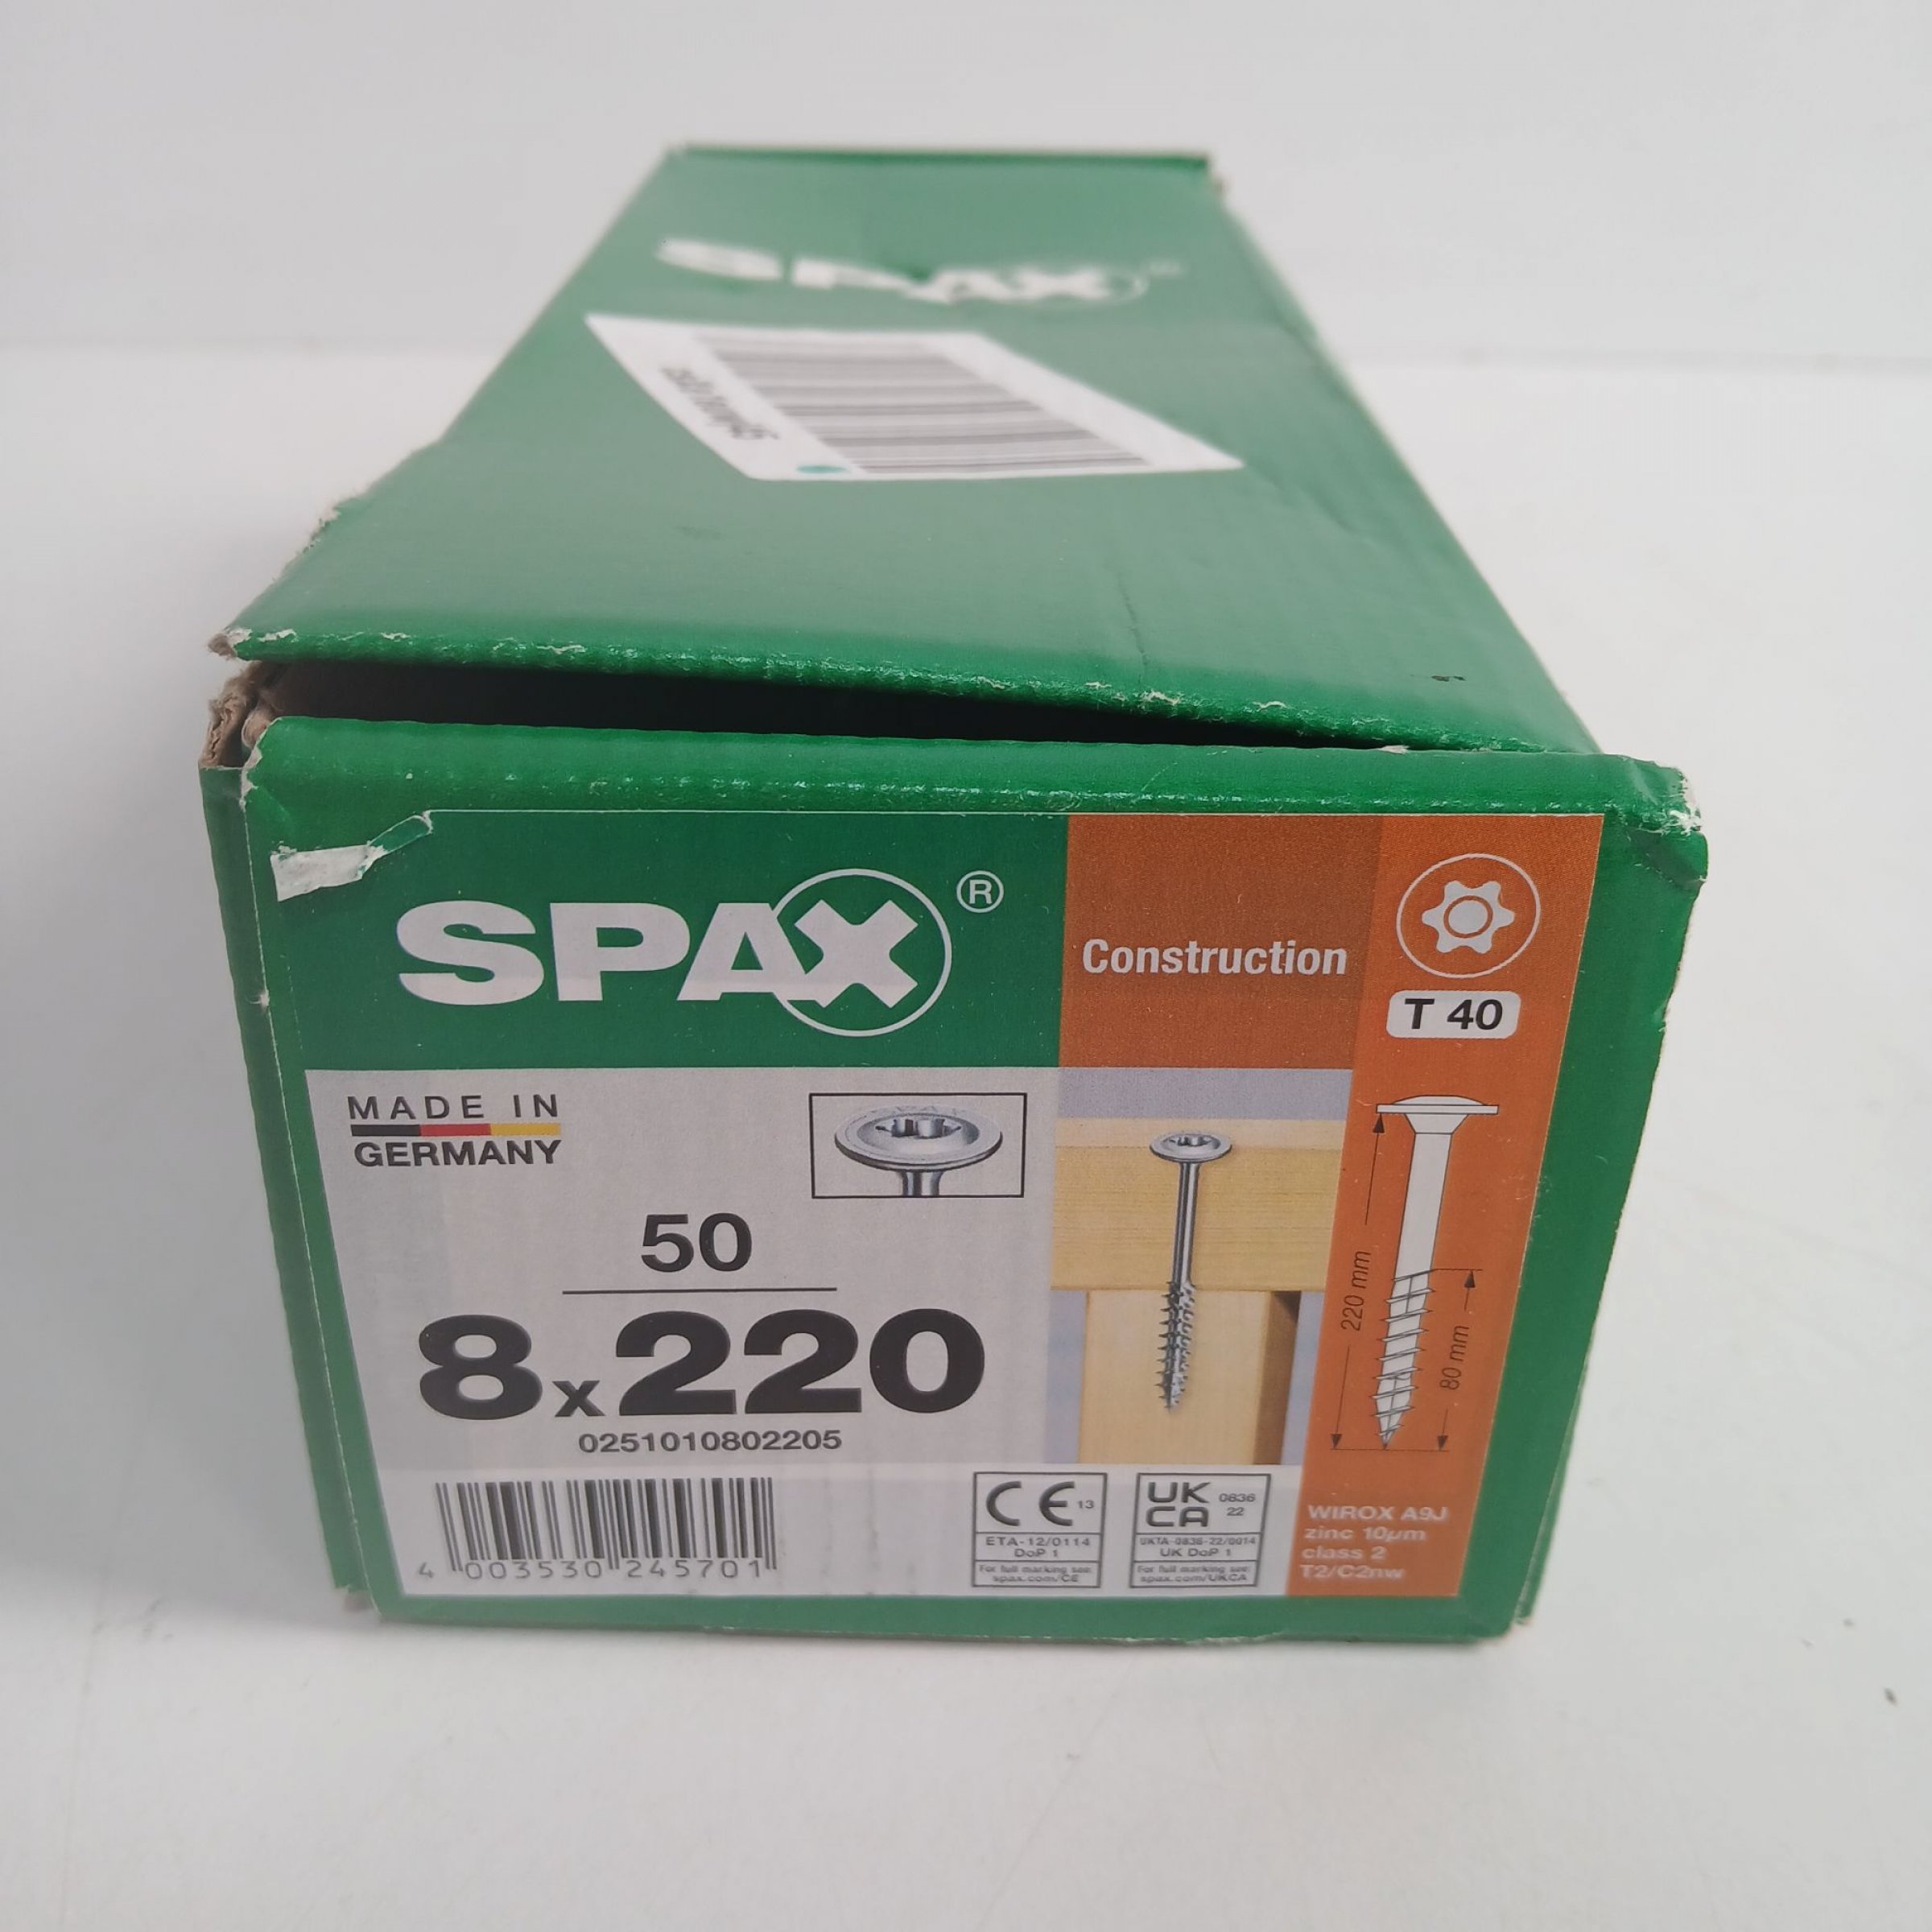 SPAX
SPAX®
Construction
T 40
MADE IN
GERMANY
50
8x220
0251010802205
220 mm
80 mm
4 003530 245701
CE 13
ETA-12/0114
DoP 1
For full marking see:
spax.com/CE
UK
CA
0836
22
UKTA-0836-22/0014
UK DoP 1
For full marking see:
spax.com/UKCA
WIROX A9J
zinc 10µm
class 2
T2/C2nw